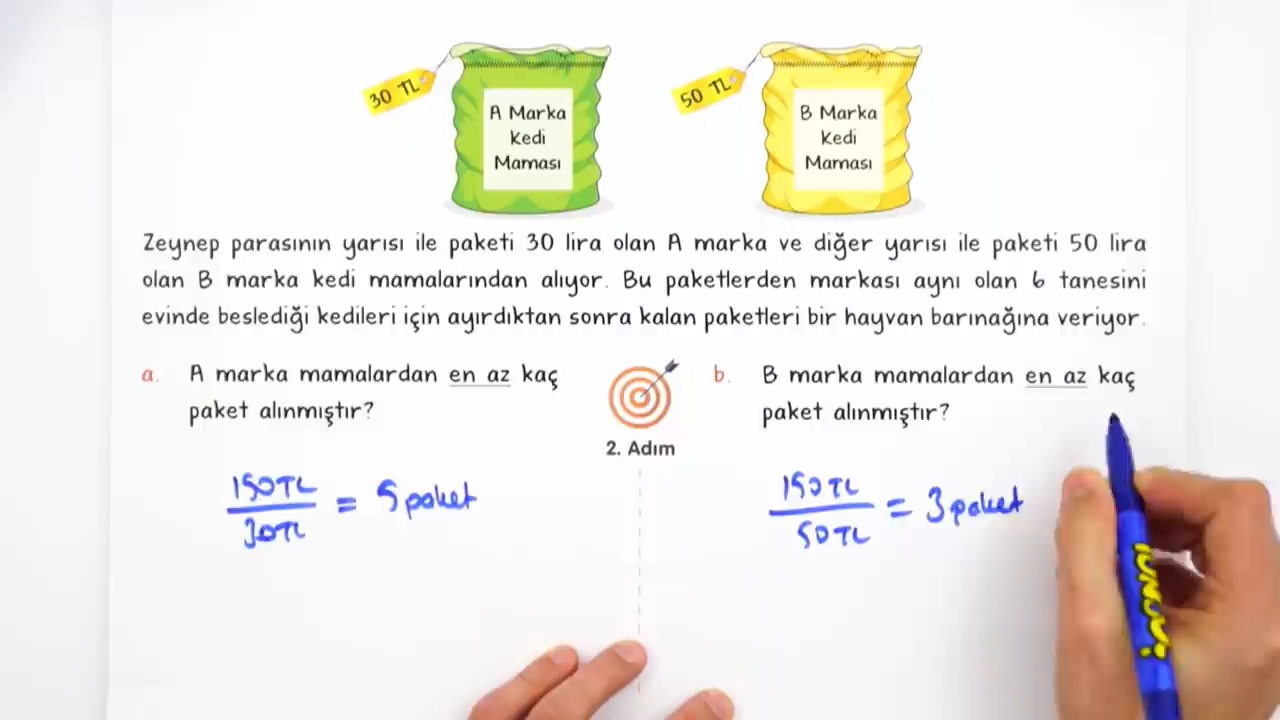 30 TL
A Marka
Kedi
Maması
50 TL
B Marka
Kedi
Maması
Zeynep parasının yarısı ile paketi 30 lira olan A marka ve diğer yarısı ile paketi 50 lira
olan B marka kedi mamalarından alıyor. Bu paketlerden markası aynı olan 6 tanesini
evinde beslediği kedileri için ayırdıktan sonra kalan paketleri bir hayvan barınağına veriyor.
a. A marka mamalardan en az kaç
paket alınmıştır?
2. Adım
b. B marka mamalardan en az kaç
paket alınmıştır?
150TL
30TL
= 5 paket
150TL
50TL
= 3 paket